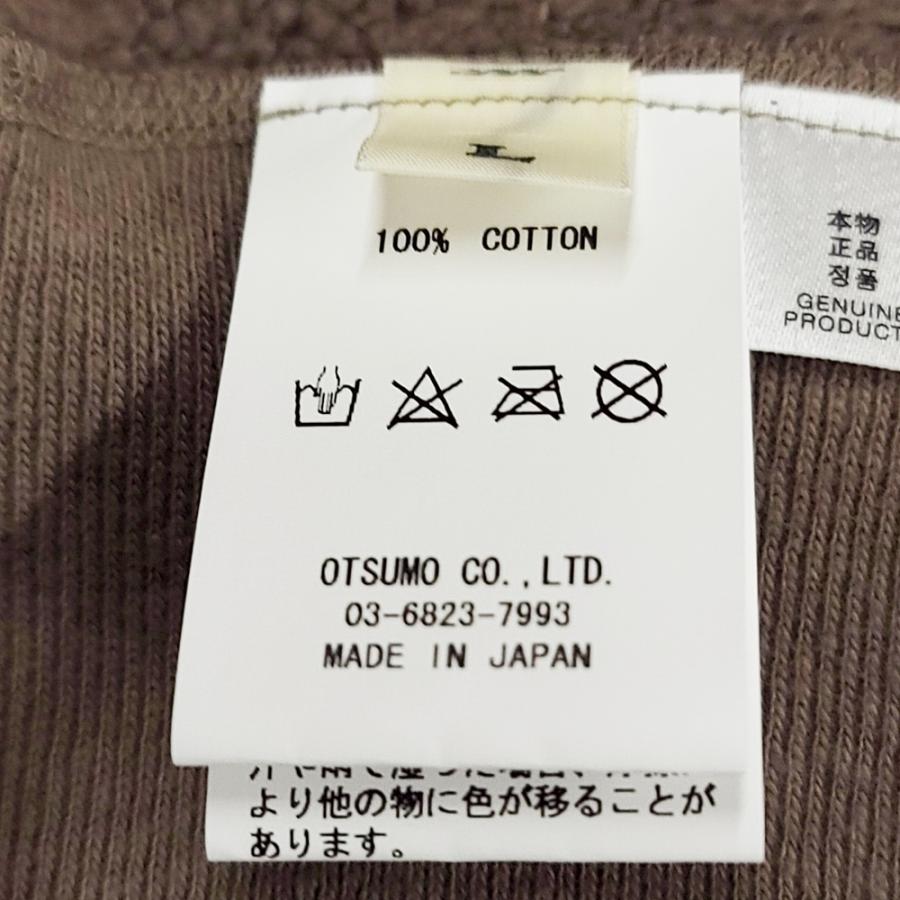 L
100% COTTON
本物
正品
정품
GENUINE
PRODUCT
OTSUMO CO.,LTD.
03-6823-7993
MADE IN JAPAN
より他の物に色が移ることが
あります。